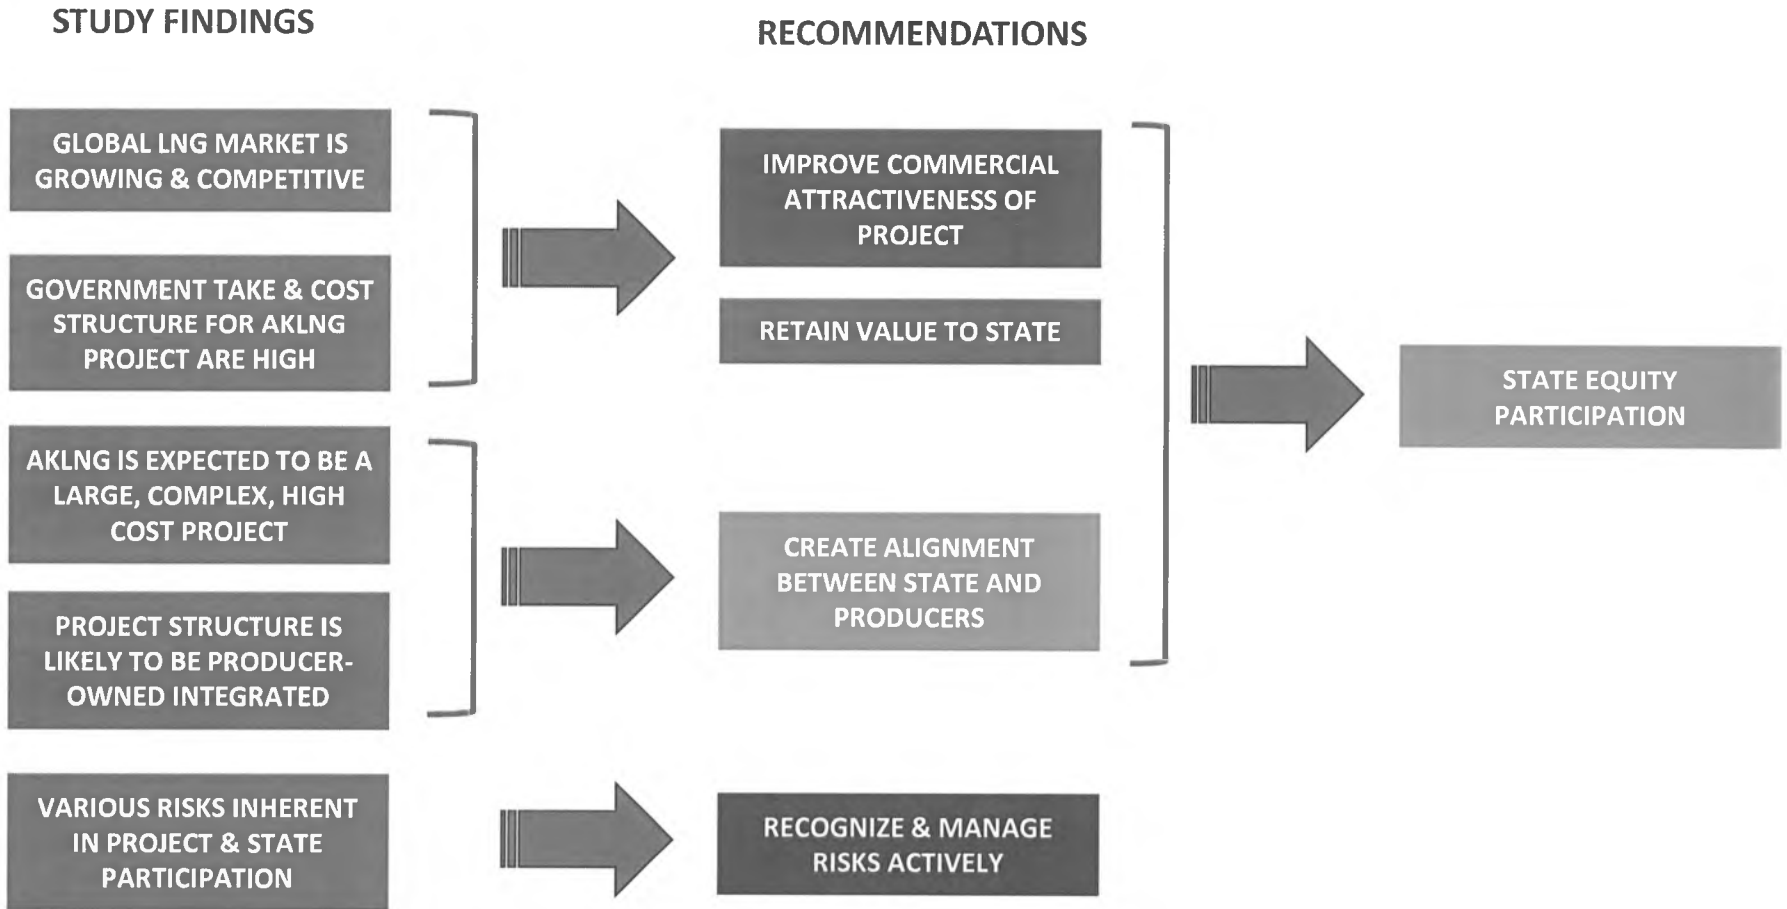 STUDY FINDINGS
RECOMMENDATIONS
GLOBAL LNG MARKET IS
GROWING & COMPETITIVE
GOVERNMENT TAKE & COST
STRUCTURE FOR AKLNG
PROJECT ARE HIGH
AKLNG IS EXPECTED TO BE A
LARGE, COMPLEX, HIGH
COST PROJECT
PROJECT STRUCTURE IS
LIKELY TO BE PRODUCER-
OWNED INTEGRATED
VARIOUS RISKS INHERENT
IN PROJECT & STATE
PARTICIPATION
IMPROVE COMMERCIAL
ATTRACTIVENESS OF
PROJECT
RETAIN VALUE TO STATE
CREATE ALIGNMENT
BETWEEN STATE AND
PRODUCERS
RECOGNIZE & MANAGE
RISKS ACTIVELY
STATE EQUITY
PARTICIPATION